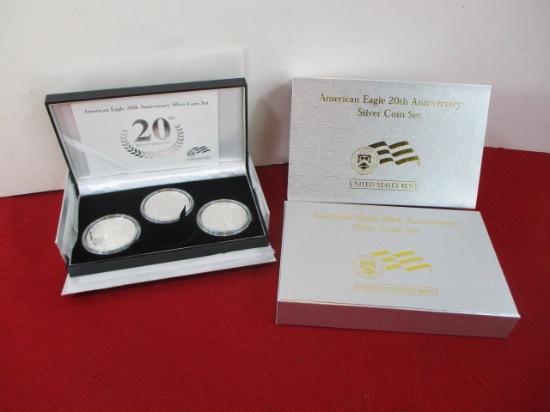 American Eagle 20th Anniversary Silver Coin Set
20th
American Eagle 20th Anniversary
Silver Coin Set
UNITED STATES MINT
American Eagle 20th Anniversary
Silver Coin Set
UNITED STATES MINT